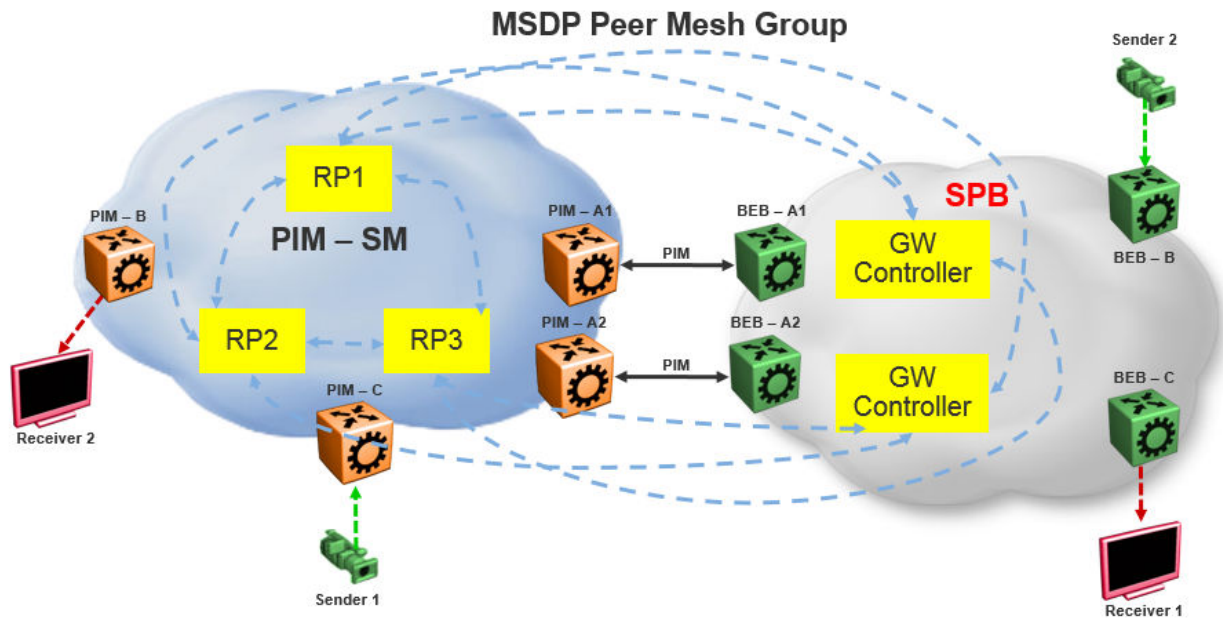 MSDP Peer Mesh Group
Sender 2
RP1
SPB
PIM – B
PIM – SM
PIM – A1
PIM
BEB – A1
GW
Controller
BEB – B
RP2
RP3
PIM – A2
PIM
BEB – A2
GW
Controller
PIM – C
BEB – C
Receiver 2
Sender 1
Receiver 1